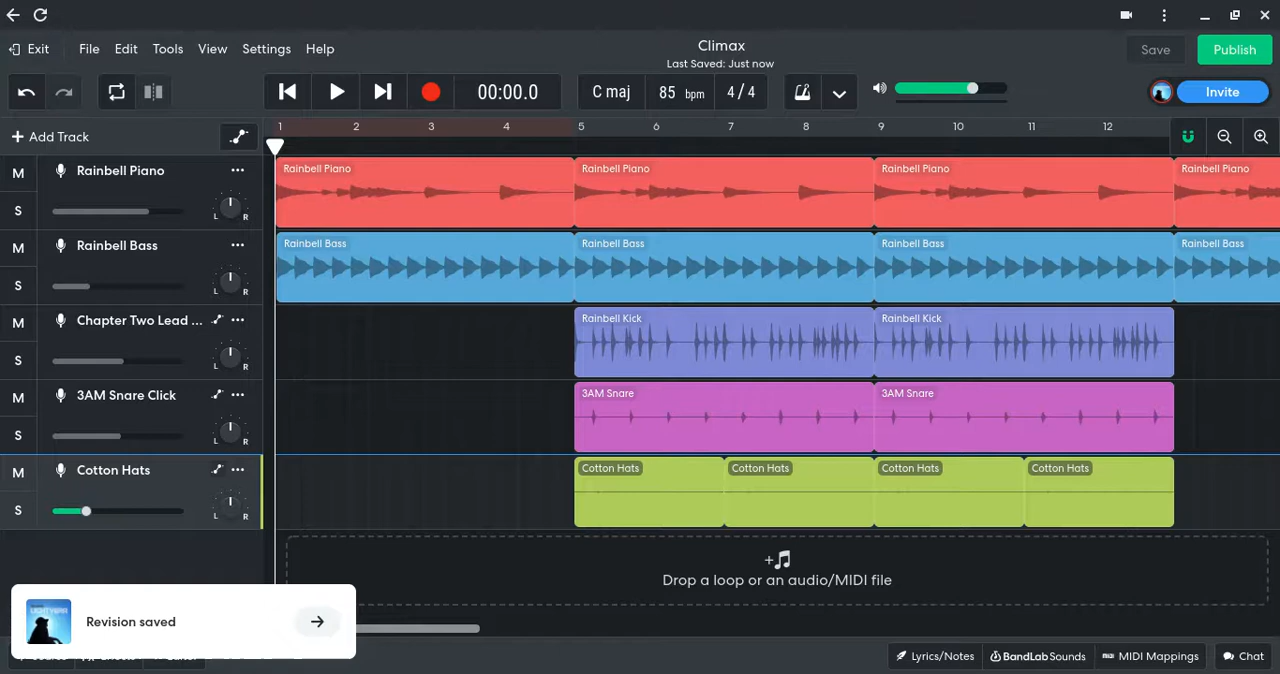 Exit File Edit Tools View Settings Help
Climax
Last Saved: Just now
Save Publish
00:00.0 C maj 85 bpm 4 / 4
Invite
+ Add Track
1 2 3 4 5 6 7 8 9 10 11 12
M Rainbell Piano
S L R
Rainbell Piano Rainbell Piano Rainbell Piano Rainbell Piano
M Rainbell Bass
S L R
Rainbell Bass Rainbell Bass Rainbell Bass Rainbell Bass
M Chapter Two Lead ...
S L R
Rainbell Kick Rainbell Kick
M 3AM Snare Click
S L R
3AM Snare 3AM Snare
M Cotton Hats
S L R
Cotton Hats Cotton Hats Cotton Hats Cotton Hats
Drop a loop or an audio/MIDI file
Revision saved
Lyrics/Notes BandLab Sounds MIDI Mappings Chat